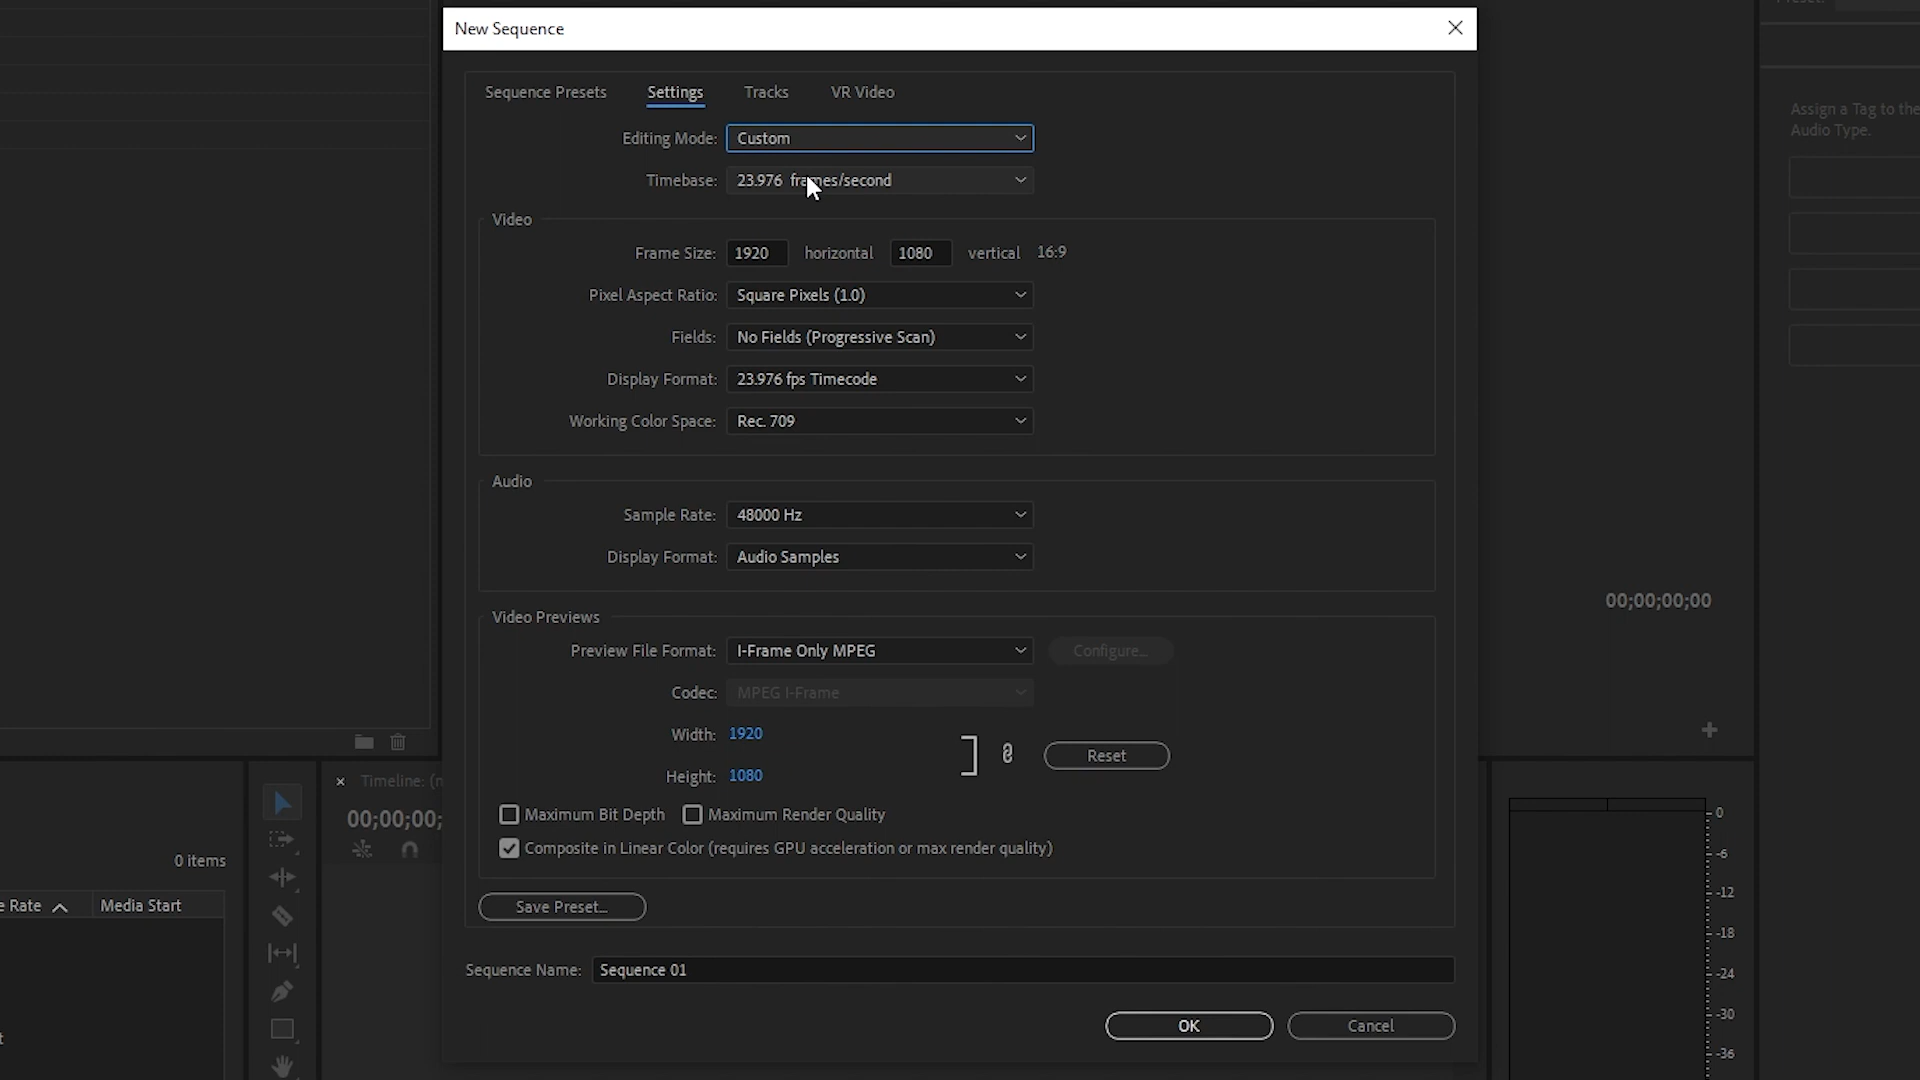 New Sequence
Sequence Presets Settings Tracks VR Video
Editing Mode: Custom
Timebase: 23.976 frames/second
Video
Frame Size: 1920 horizontal 1080 vertical 16:9
Pixel Aspect Ratio: Square Pixels (1.0)
Fields: No Fields (Progressive Scan)
Display Format: 23.976 fps Timecode
Working Color Space: Rec. 709
Audio
Sample Rate: 48000 Hz
Display Format: Audio Samples
Video Previews
Preview File Format: I-Frame Only MPEG Configure...
Codec: MPEG I-Frame
Width: 1920
Height: 1080
Reset
Maximum Bit Depth Maximum Render Quality
Composite in Linear Color (requires GPU acceleration or max render quality)
Save Preset...
Sequence Name: Sequence 01
OK Cancel
Assign a Tag to the
Audio Type.
00;00;00;00
Timeline: (n
00;00;00;
0 items
e Rate Media Start
0
-6
-12
-18
-24
-30
-36